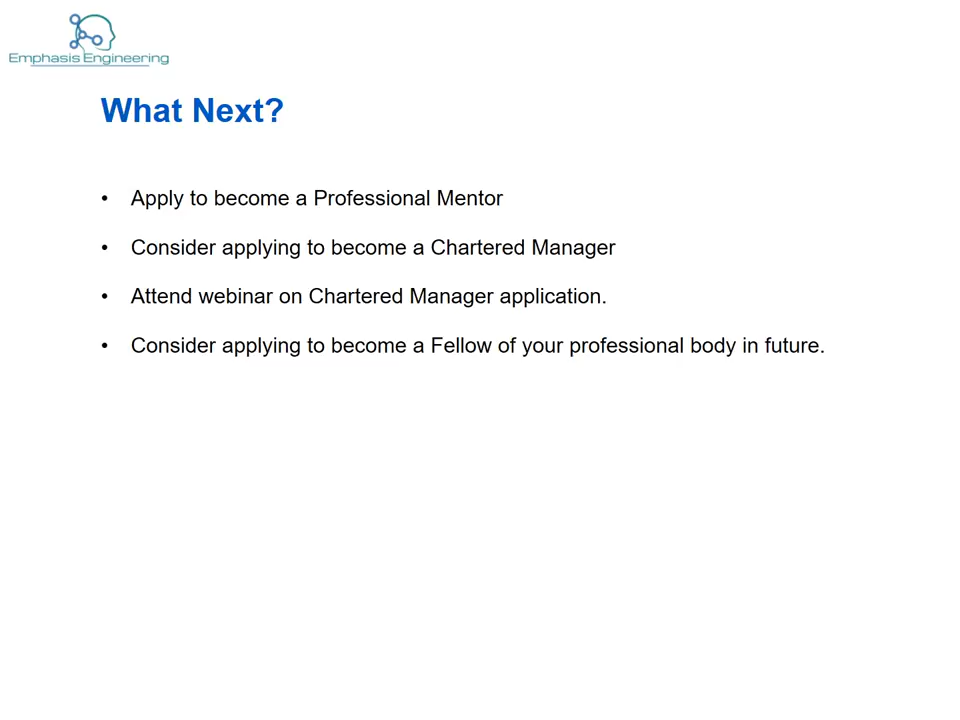 Emphasis Engineering
What Next?
• Apply to become a Professional Mentor
• Consider applying to become a Chartered Manager
• Attend webinar on Chartered Manager application.
• Consider applying to become a Fellow of your professional body in future.